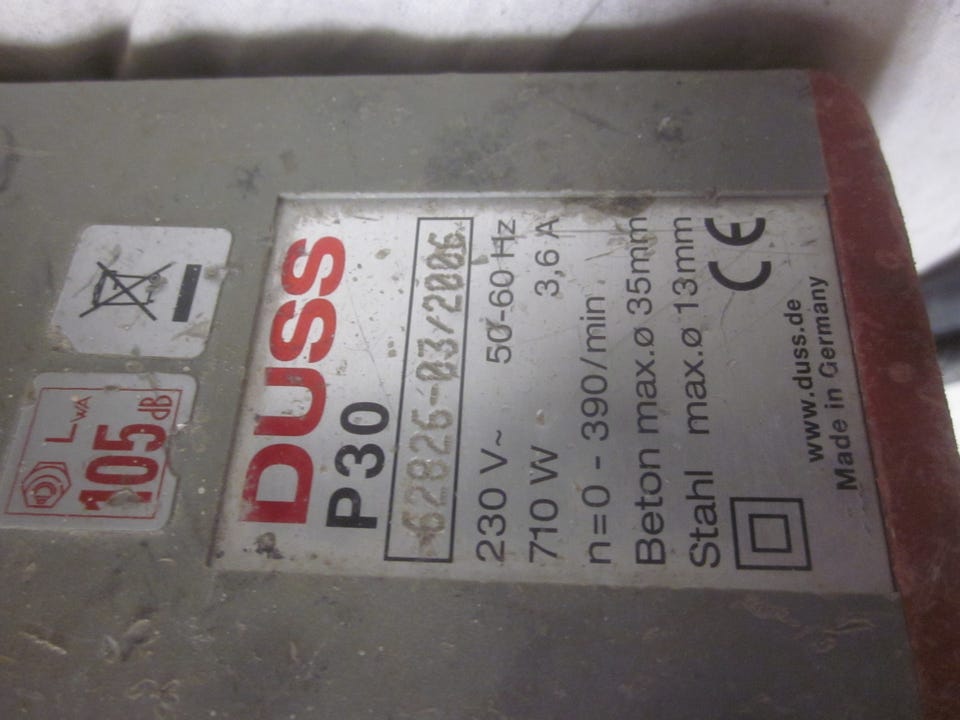 DUSS
P30
62826-03/2006
230 V~ 50-60 Hz
710 W 3,6 A
n=0 - 390/min
Beton max.ø 35mm
Stahl max.ø 13mm
CE
www.duss.de
Made in Germany
LWA
105 dB